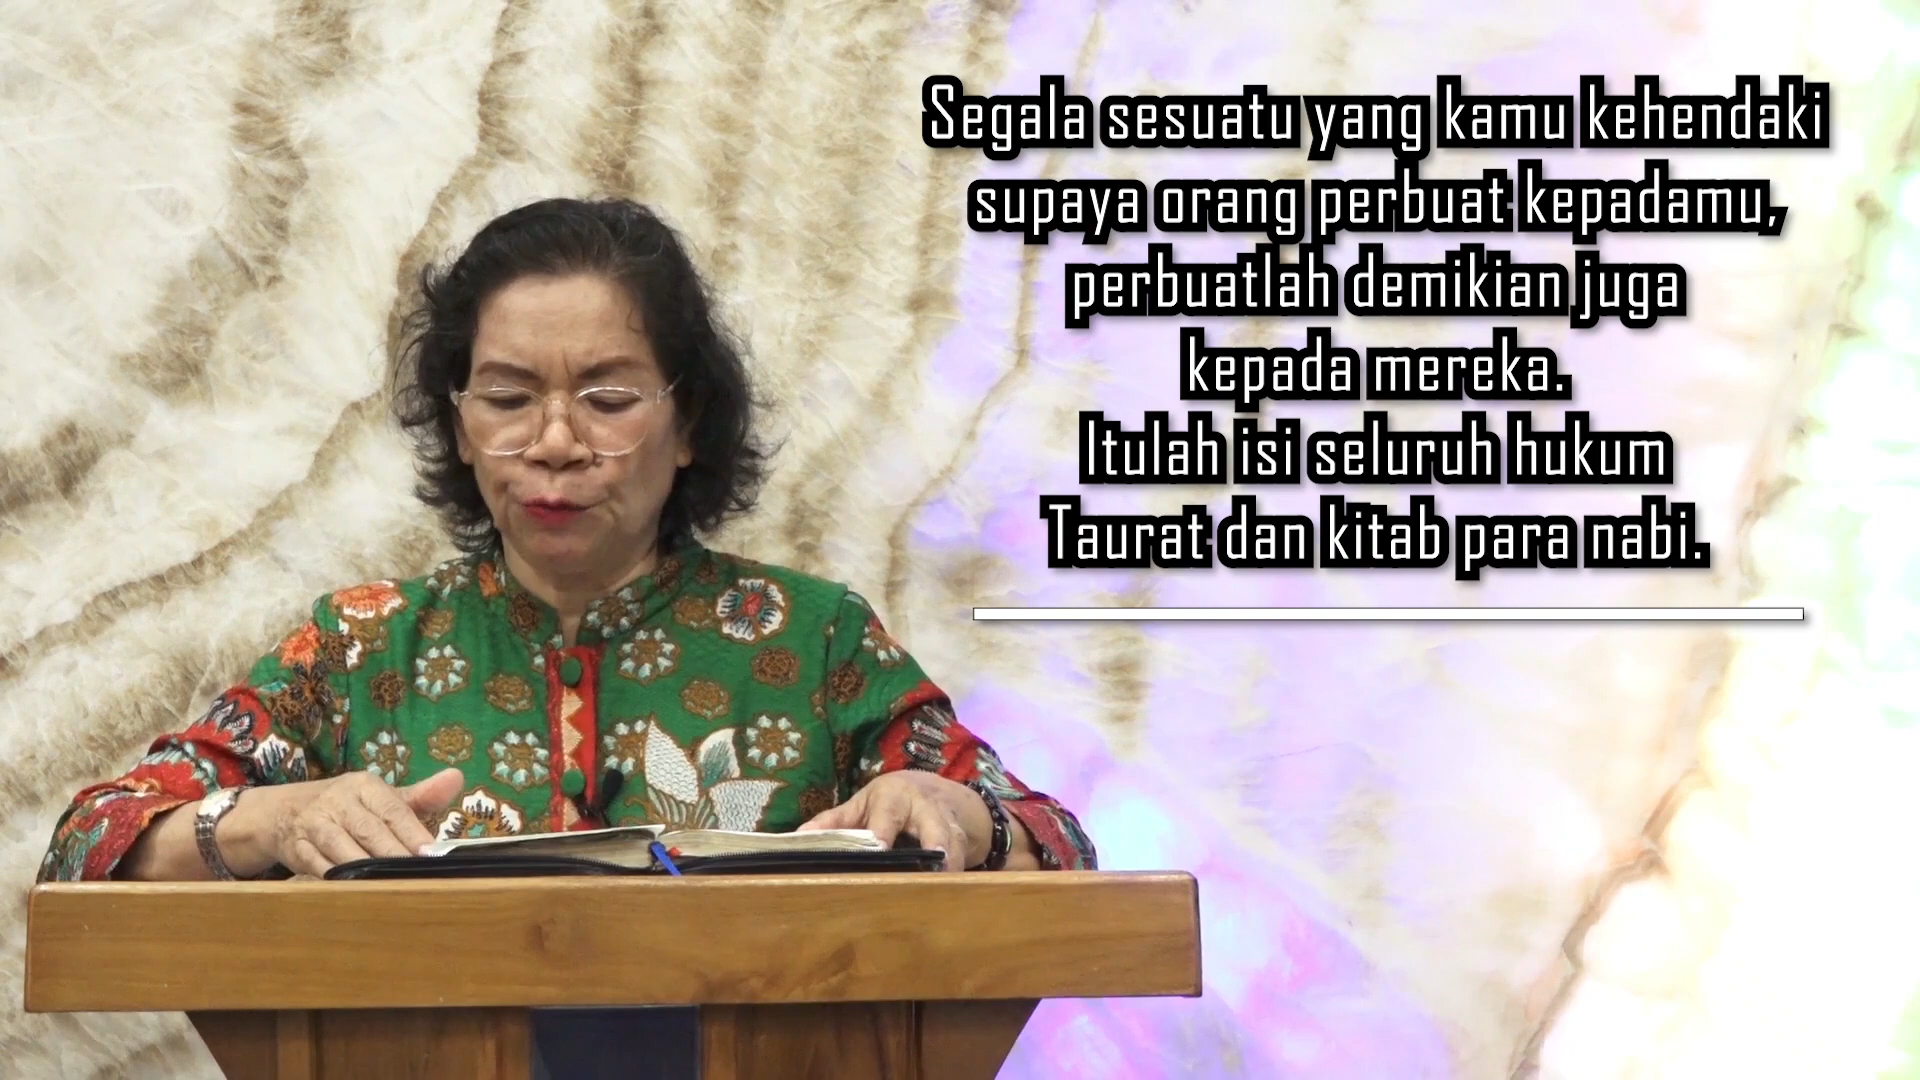 Segala sesuatu yang kamu kehendaki
supaya orang perbuat kepadamu,
perbuatlah demikian juga
kepada mereka.
Itulah isi seluruh hukum
Taurat dan kitab para nabi.